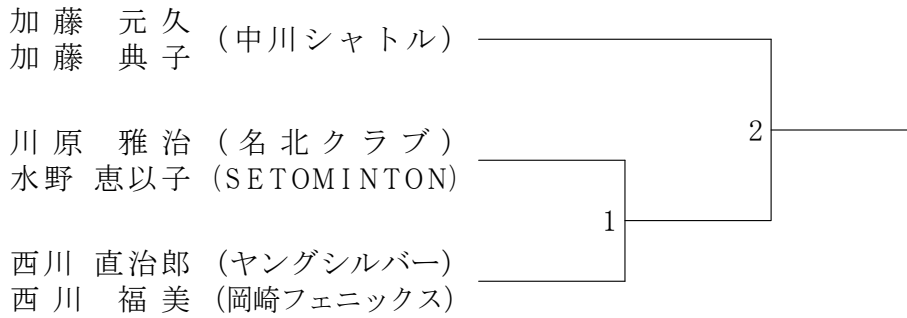 加藤 元久
加藤 典子 (中川シャトル)
川原 雅治 (名北クラブ)
水野 恵以子 (SETOMINTON)
西川 直治郎 (ヤングシルバー)
西川 福美 (岡崎フェニックス)
1
2